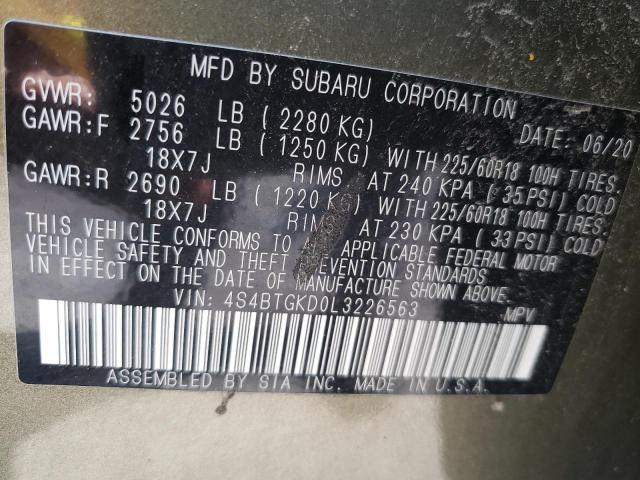 MFD BY SUBARU CORPORATION
GVWR: 5026 LB (2280 KG) DATE: 06/20
GAWR:F 2756 LB (1250 KG) WITH 225/60R18 100H TIRES.
18X7J RIMS AT 240 KPA (35 PSI) COLD
GAWR:R 2690 LB (1220 KG) WITH 225/60R18 100H TIRES.
18X7J RIMS AT 230 KPA (33 PSI) COLD
THIS VEHICLE CONFORMS TO APPLICABLE FEDERAL MOTOR
VEHICLE SAFETY AND THEFT PREVENTION STANDARDS
IN EFFECT ON THE DATE OF MANUFACTURE SHOWN ABOVE.
VIN: 4S4BTGKD0L3226563 MPV
ASSEMBLED BY SIA INC. MADE IN U.S.A.